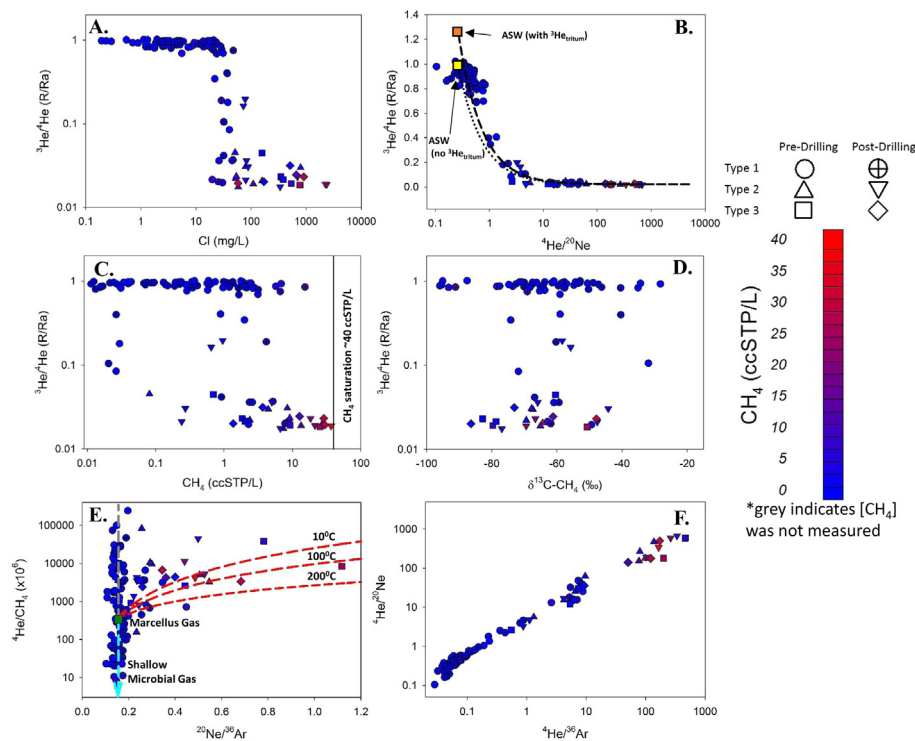 A.
³He/⁴He (R/Ra)
1
0.1
0.01
0.1 1 10 100 1000 10000
Cl (mg/L)
B.
ASW (with ³Heₜᵣᵢₜᵤₘ)
ASW
(no ³Heₜᵣᵢₜᵤₘ)
³He/⁴He (R/Ra)
1.4
1.2
1.0
0.8
0.6
0.4
0.2
0.0
0.1 1 10 100 1000
⁴He/²⁰Ne
Pre-Drilling Post-Drilling
Type 1
Type 2
Type 3
C.
³He/⁴He (R/Ra)
1
0.1
0.01
CH₄ saturation ~40 ccSTP/L
0.01 0.1 1 10 100
CH₄ (ccSTP/L)
D.
³He/⁴He (R/Ra)
1
0.1
0.01
-100 -80 -60 -40 -20
δ¹³C-CH₄ (‰)
CH₄ (ccSTP/L)
40
35
30
25
20
15
10
5
0
*grey indicates [CH₄]
was not measured
E.
⁴He/CH₄ (x10⁶)
100000
10000
1000
100
10
10⁰C
100⁰C
200⁰C
Marcellus Gas
Shallow
Microbial Gas
0.0 0.2 0.4 0.6 0.8 1.0 1.2
²⁰Ne/³⁶Ar
F.
⁴He/²⁰Ne
1000
100
10
1
0.1
0.1 1 10 100 1000
⁴He/³⁶Ar